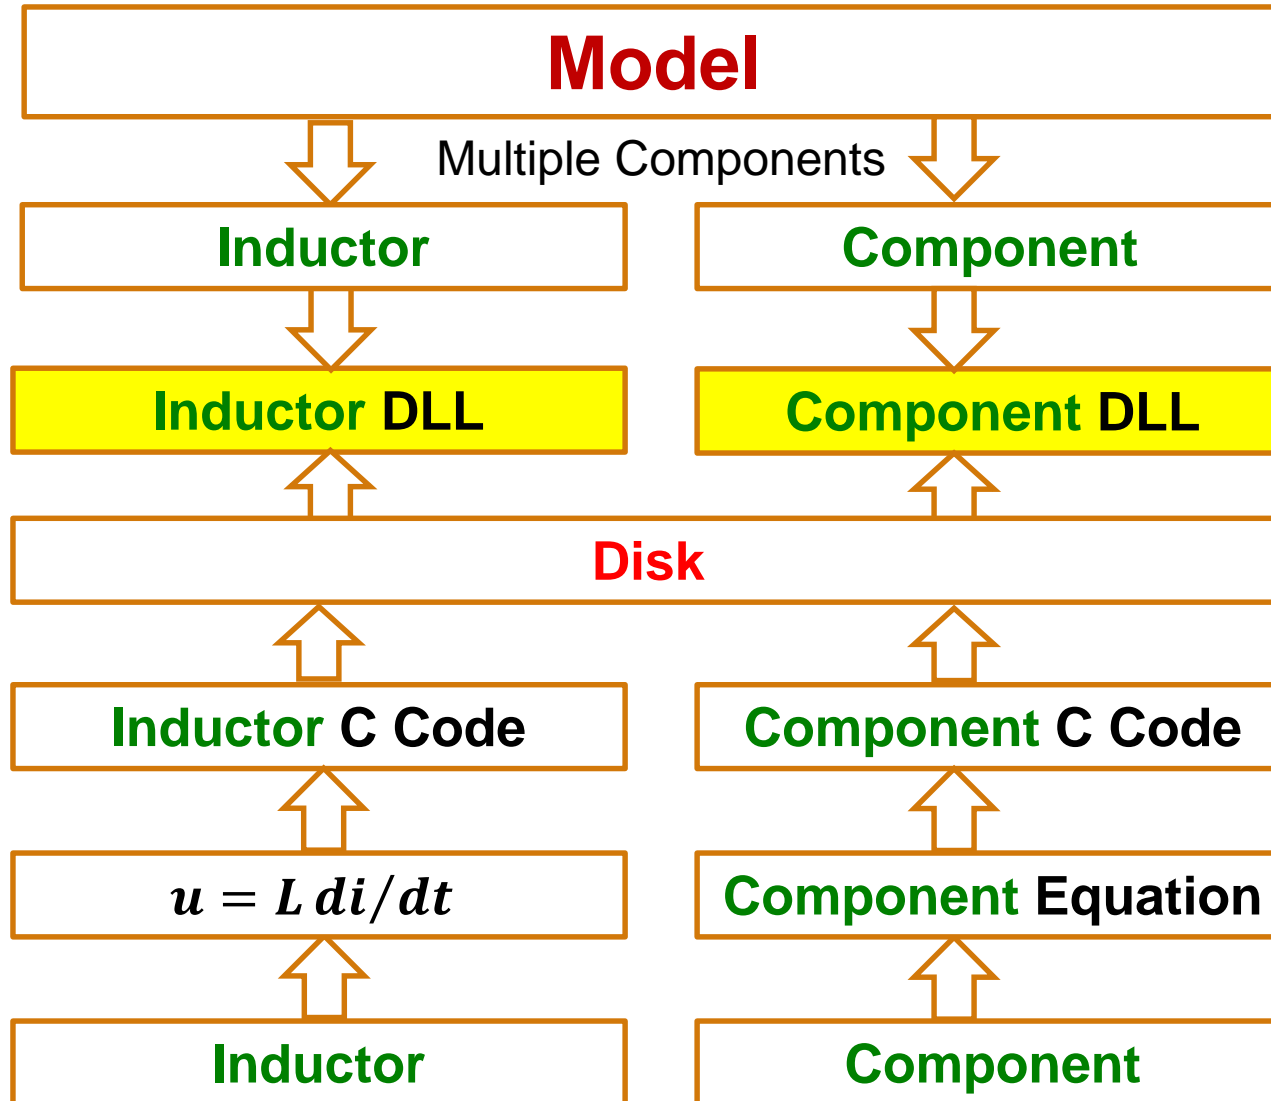 Model
Multiple Components
Inductor
Component
Inductor DLL
Component DLL
Disk
Inductor C Code
Component C Code
u = L di/dt
Component Equation
Inductor
Component